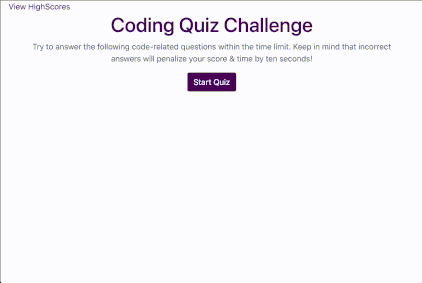 View HighScores
Coding Quiz Challenge
Try to answer the following code-related questions within the time limit. Keep in mind that incorrect
answers will penalize your score & time by ten seconds!
Start Quiz